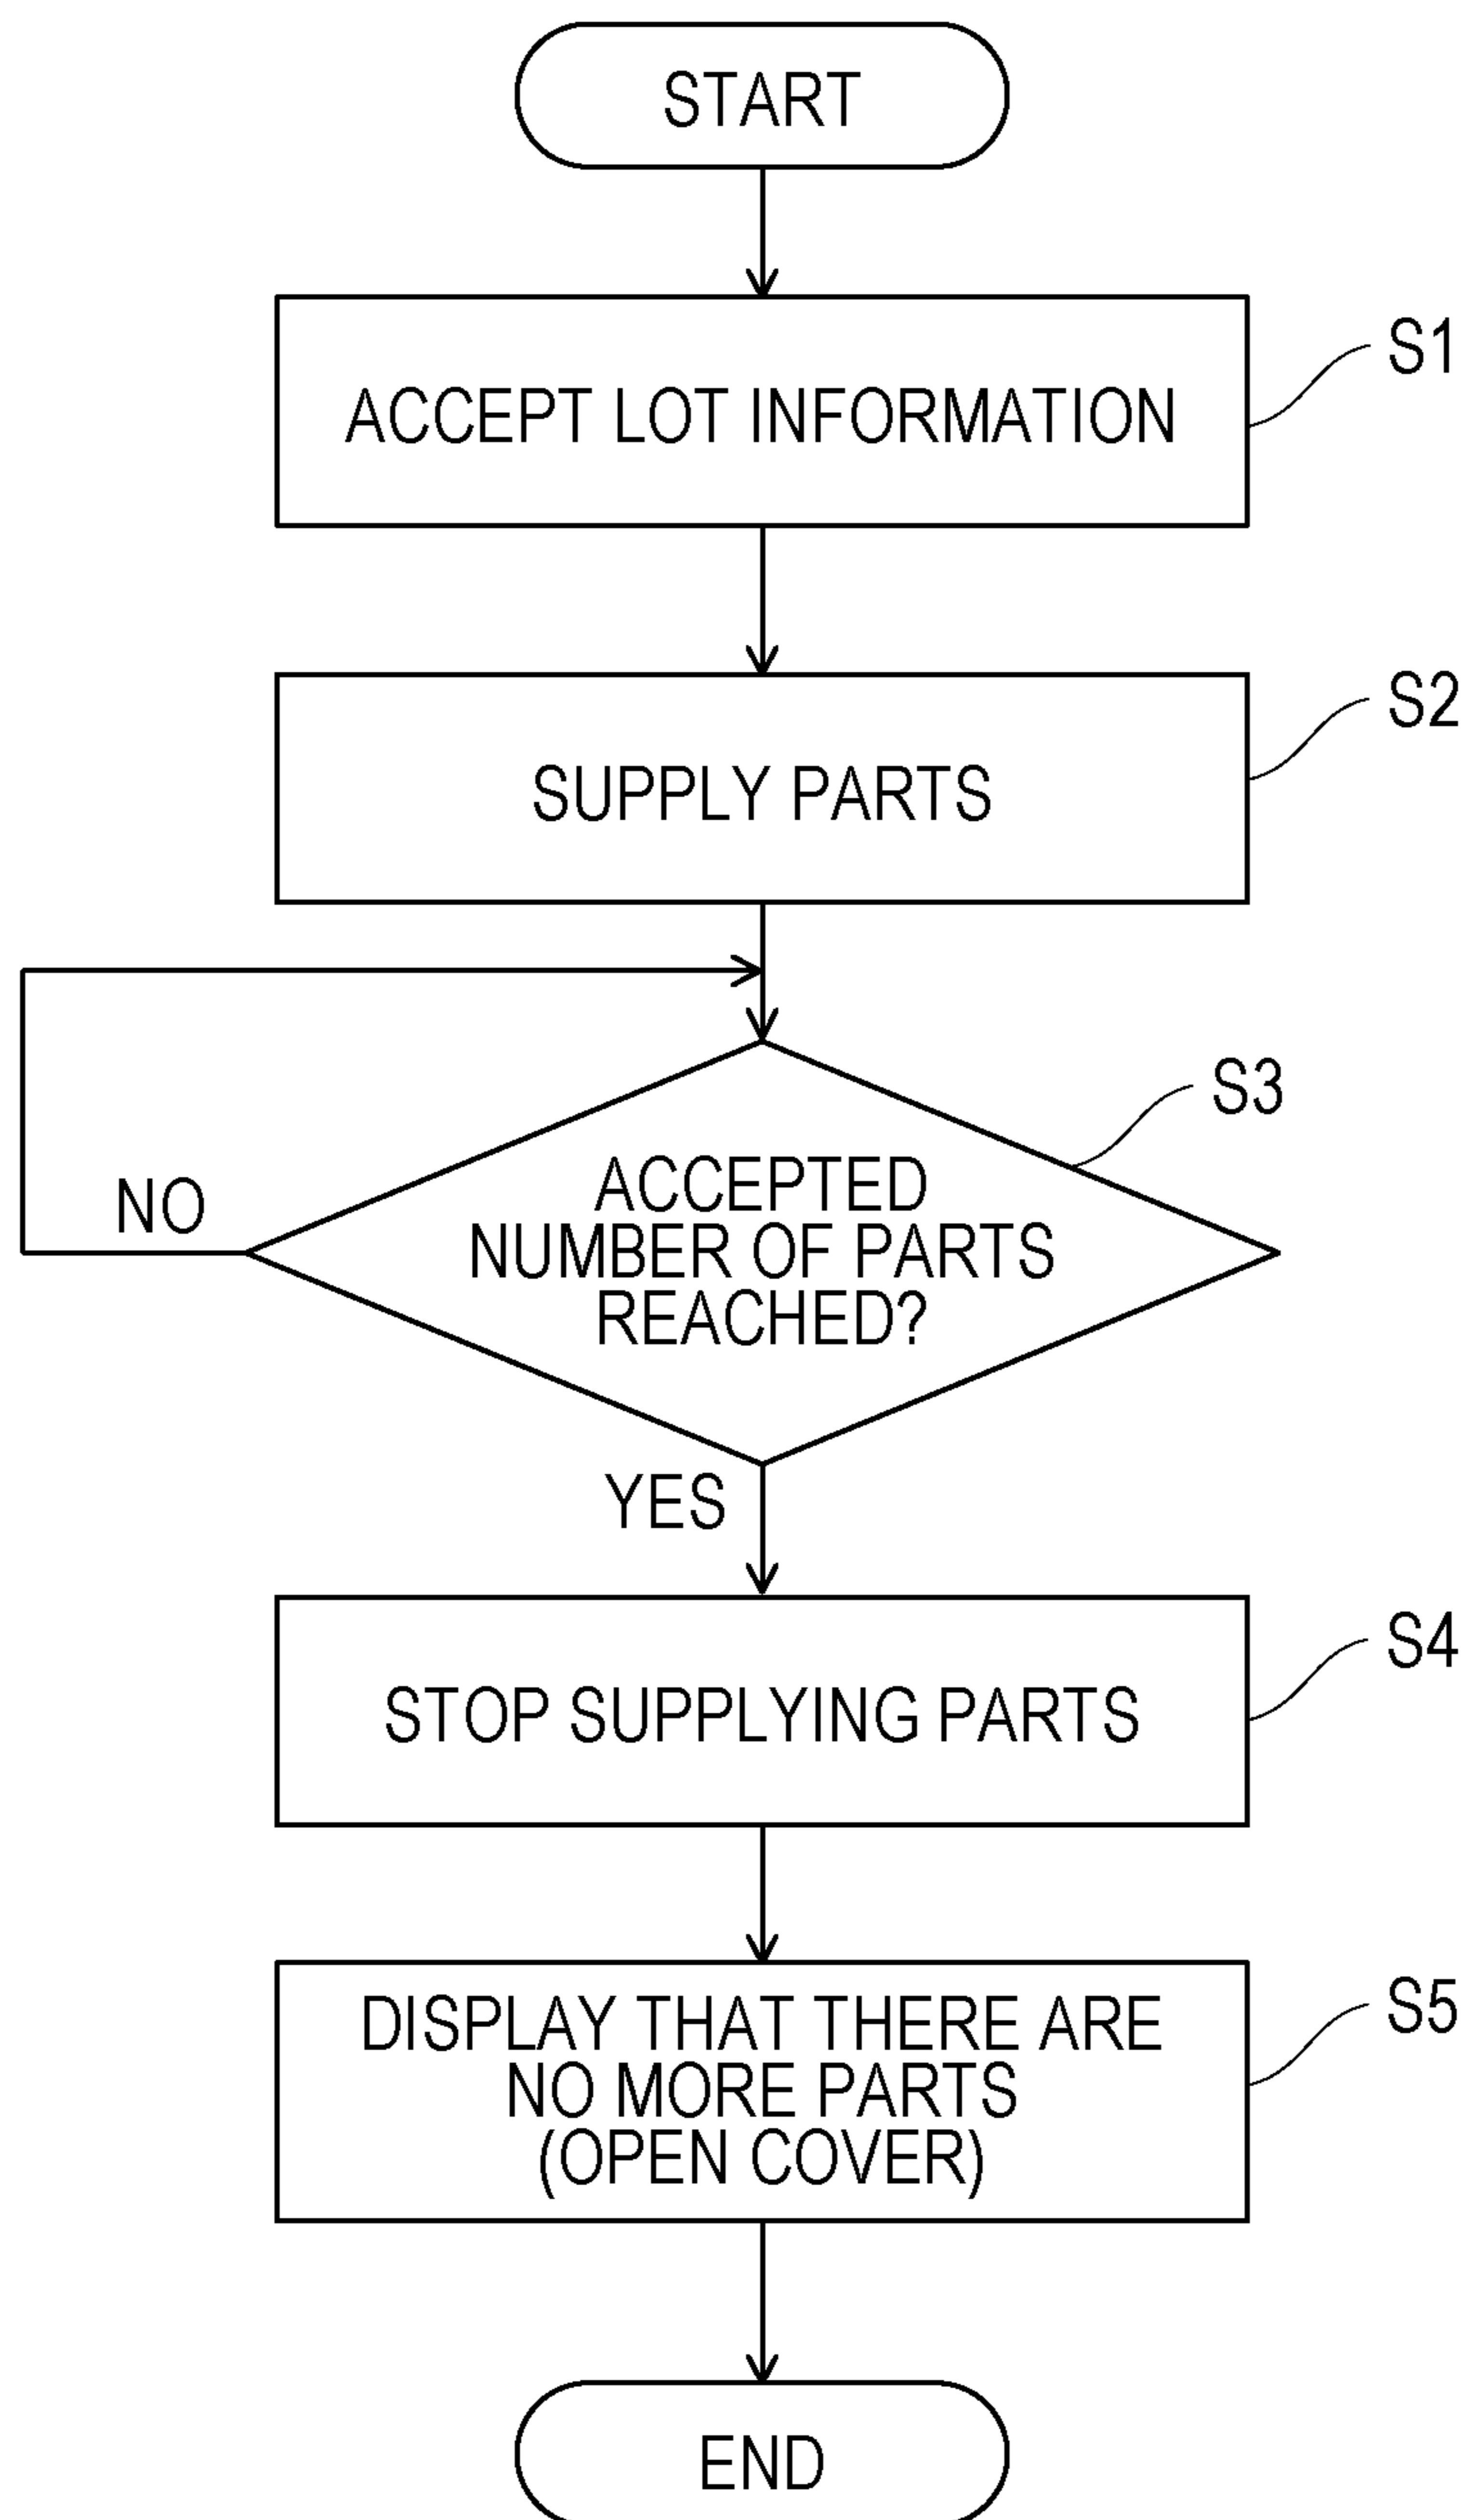 START
ACCEPT LOT INFORMATION
S1
SUPPLY PARTS
S2
S3
ACCEPTED
NUMBER OF PARTS
REACHED?
NO
YES
STOP SUPPLYING PARTS
S4
DISPLAY THAT THERE ARE
NO MORE PARTS
(OPEN COVER)
S5
END